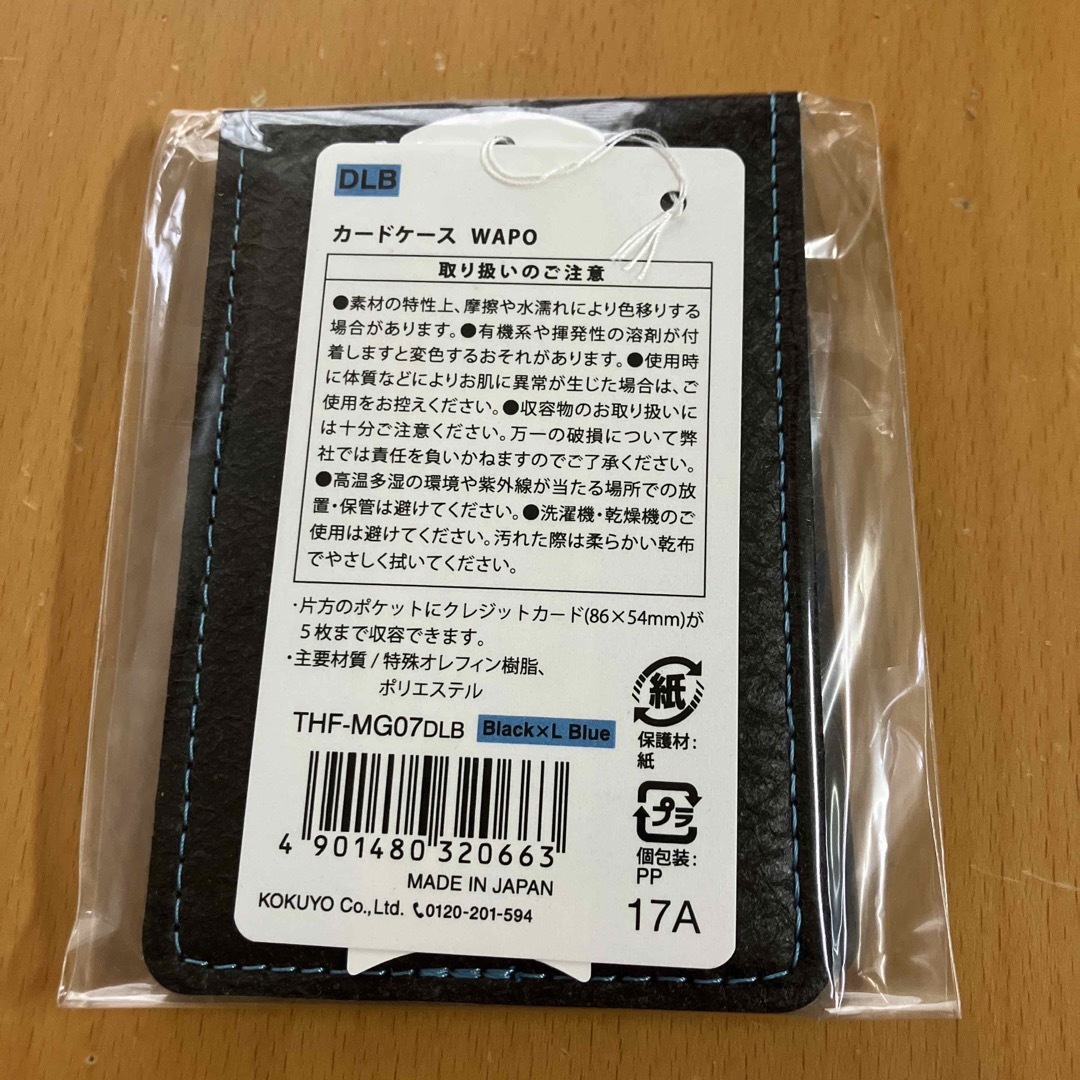 DLB
カードケース WAPO
取り扱いのご注意
●素材の特性上、摩擦や水濡れにより色移りする
場合があります。●有機系や揮発性の溶剤が付
着しますと変色するおそれがあります。●使用時
に体質などによりお肌に異常が生じた場合は、ご
使用をお控えください。●収容物のお取り扱いに
は十分ご注意ください。万一の破損について弊
社では責任を負いかねますのでご了承ください。
●高温多湿の環境や紫外線が当たる場所での放
置・保管は避けてください。●洗濯機・乾燥機のご
使用は避けてください。汚れた際は柔らかい乾布
でやさしく拭いてください。
・片方のポケットにクレジットカード(86×54mm)が
5枚まで収容できます。
・主要材質/特殊オレフィン樹脂、
ポリエステル
THF-MG07DLB Black×L Blue
紙
保護材:
紙
プラ
個包装:
PP
4 901480 320663
MADE IN JAPAN
KOKUYO Co.,Ltd. 0120-201-594
17A